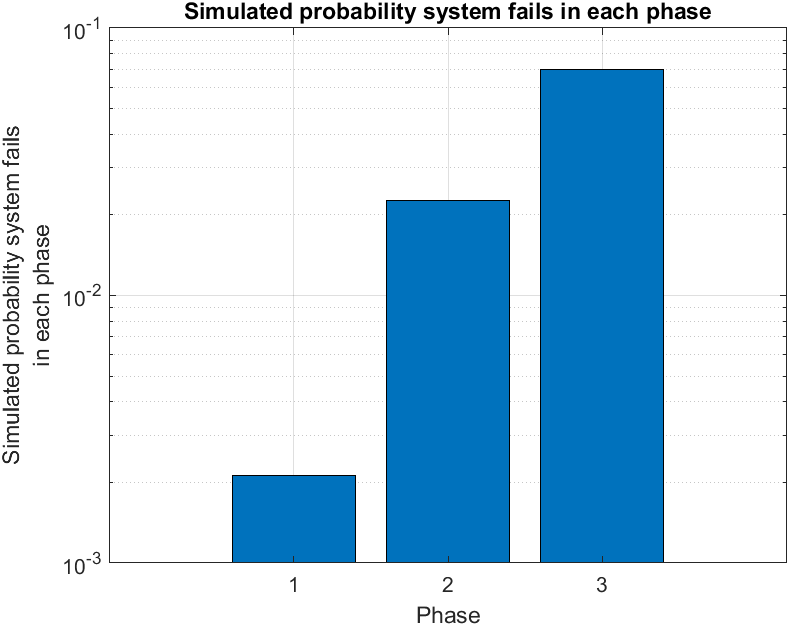 Simulated probability system fails in each phase
10^-1
10^-2
10^-3
Simulated probability system fails
in each phase
1
2
3
Phase